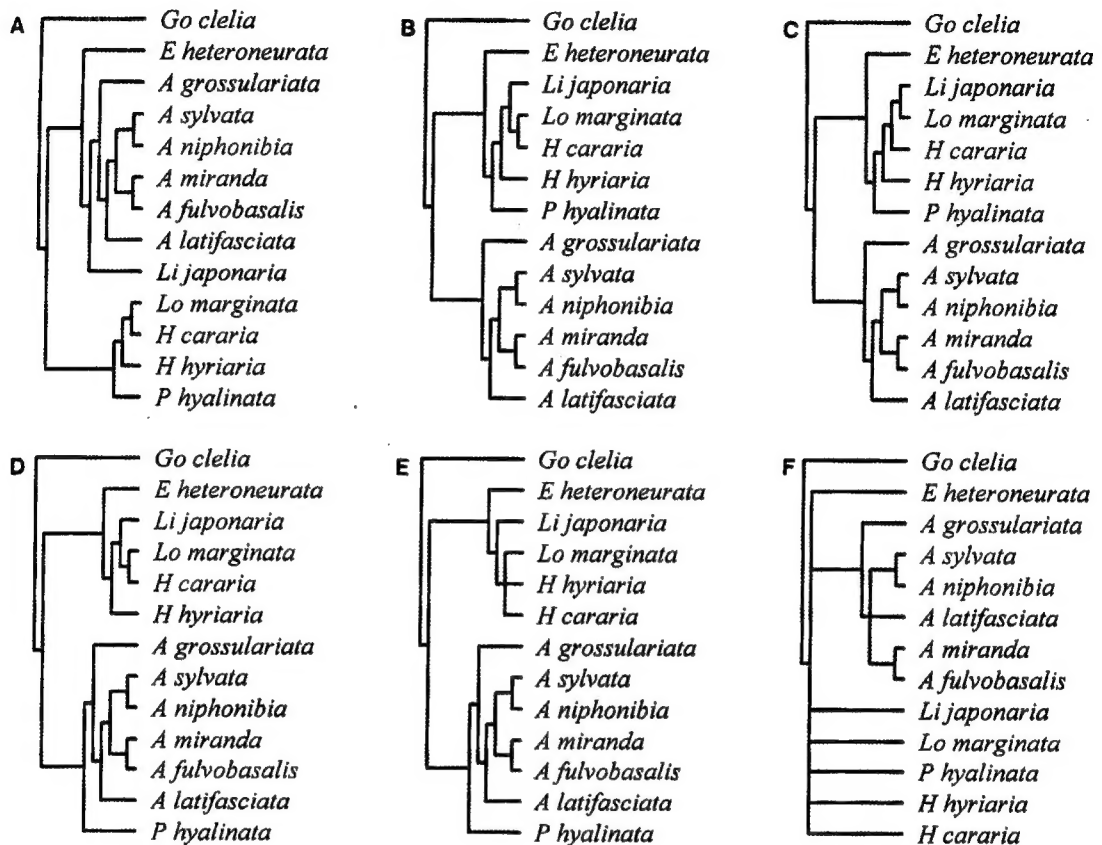 A
Go clelia
E heteroneurata
A grossulariata
A sylvata
A niphonibia
A miranda
A fulvobasalis
A latifasciata
Li japonaria
Lo marginata
H cararia
H hyriaria
P hyalinata
B
Go clelia
E heteroneurata
Li japonaria
Lo marginata
H cararia
H hyriaria
P hyalinata
A grossulariata
A sylvata
A niphonibia
A miranda
A fulvobasalis
A latifasciata
C
Go clelia
E heteroneurata
Li japonaria
Lo marginata
H cararia
H hyriaria
P hyalinata
A grossulariata
A sylvata
A niphonibia
A miranda
A fulvobasalis
A latifasciata
D
Go clelia
E heteroneurata
Li japonaria
Lo marginata
H cararia
H hyriaria
A grossulariata
A sylvata
A niphonibia
A miranda
A fulvobasalis
A latifasciata
P hyalinata
E
Go clelia
E heteroneurata
Li japonaria
Lo marginata
H hyriaria
H cararia
A grossulariata
A sylvata
A niphonibia
A miranda
A fulvobasalis
A latifasciata
P hyalinata
F
Go clelia
E heteroneurata
A grossulariata
A sylvata
A niphonibia
A latifasciata
A miranda
A fulvobasalis
Li japonaria
Lo marginata
P hyalinata
H hyriaria
H cararia